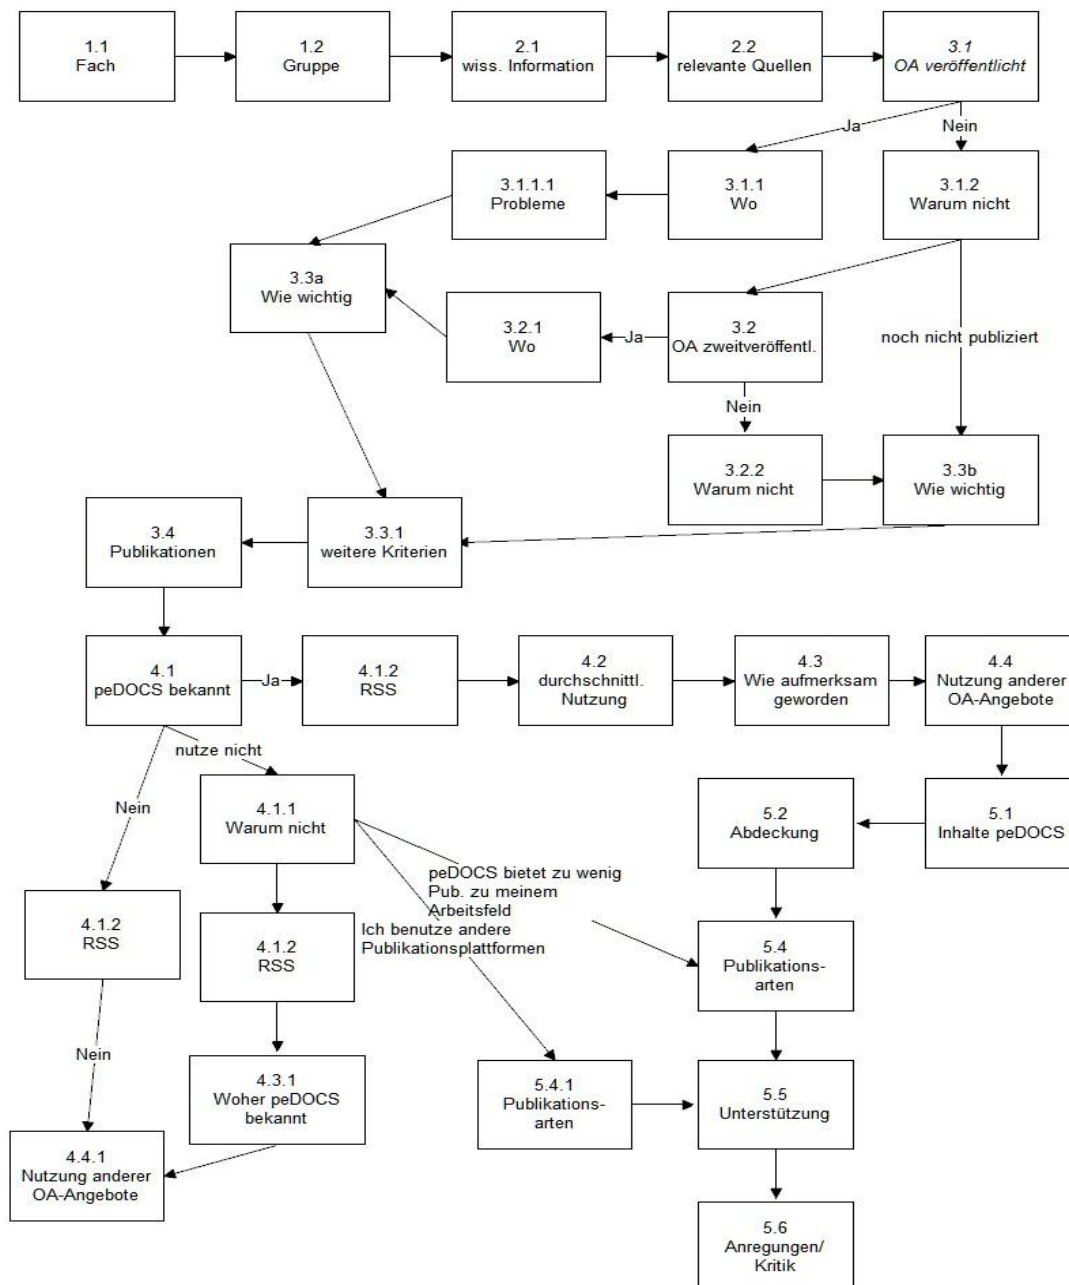 1.1
Fach
1.2
Gruppe
2.1
wiss. Information
2.2
relevante Quellen
3.1
OA veröffentlicht
Ja
Nein
3.1.1.1
Probleme
3.1.1
Wo
3.1.2
Warum nicht
3.3a
Wie wichtig
3.2.1
Wo
Ja
3.2
OA zweitveröffentl.
noch nicht publiziert
Nein
3.2.2
Warum nicht
3.3b
Wie wichtig
3.4
Publikationen
3.3.1
weitere Kriterien
4.1
peDOCS bekannt
Ja
4.1.2
RSS
4.2
durchschnittl.
Nutzung
4.3
Wie aufmerksam
geworden
4.4
Nutzung anderer
OA-Angebote
nutze nicht
Nein
4.1.1
Warum nicht
5.2
Abdeckung
5.1
Inhalte peDOCS
peDOCS bietet zu wenig
Pub. zu meinem
Arbeitsfeld
Ich benutze andere
Publikationsplattformen
4.1.2
RSS
4.1.2
RSS
5.4
Publikations-
arten
Nein
4.3.1
Woher peDOCS
bekannt
5.4.1
Publikations-
arten
5.5
Unterstützung
4.4.1
Nutzung anderer
OA-Angebote
5.6
Anregungen/
Kritik